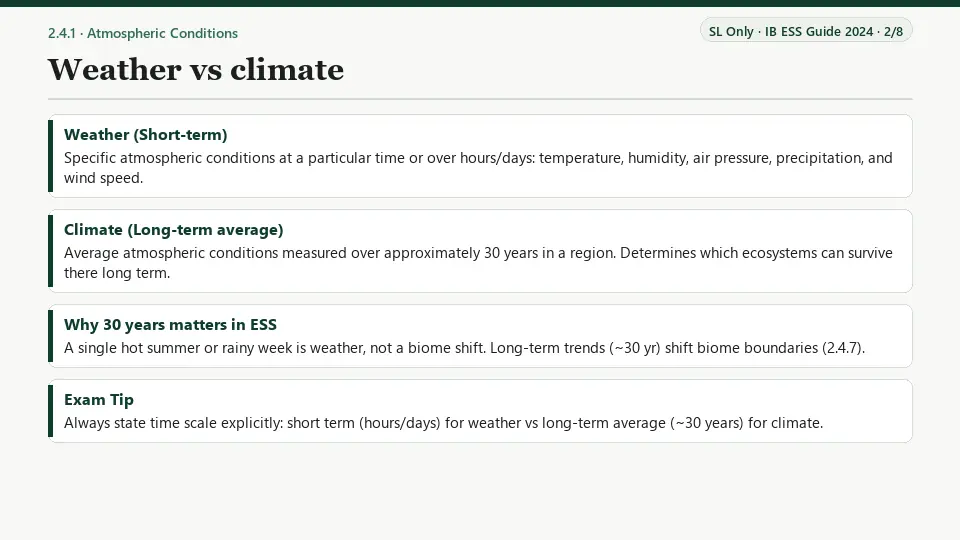 2.4.1 · Atmospheric Conditions
SL Only · IB ESS Guide 2024 · 2/8
Weather vs climate
Weather (Short-term)
Specific atmospheric conditions at a particular time or over hours/days: temperature, humidity, air pressure, precipitation, and
wind speed.
Climate (Long-term average)
Average atmospheric conditions measured over approximately 30 years in a region. Determines which ecosystems can survive
there long term.
Why 30 years matters in ESS
A single hot summer or rainy week is weather, not a biome shift. Long-term trends (~30 yr) shift biome boundaries (2.4.7).
Exam Tip
Always state time scale explicitly: short term (hours/days) for weather vs long-term average (~30 years) for climate.